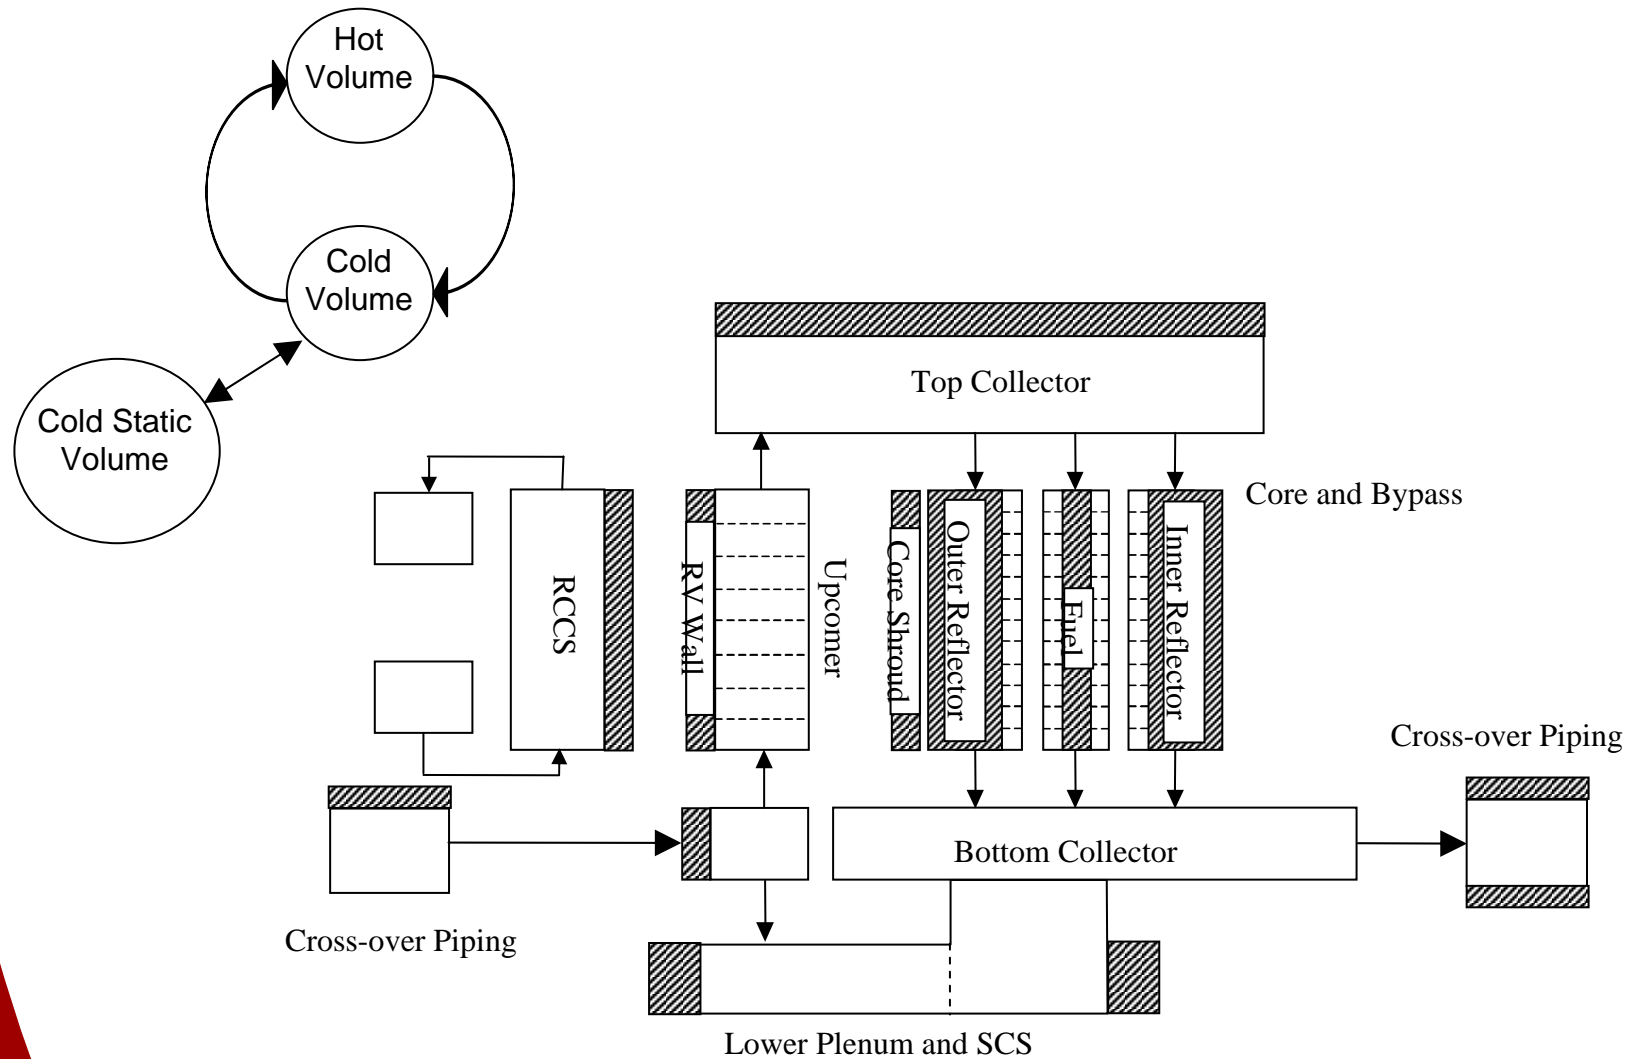 Hot
Volume
Cold
Volume
Cold Static
Volume
Top Collector
Core and Bypass
RCCS
RV Wall
Upcomer
Core Shroud
Outer Reflector
Fuel
Inner Reflector
Cross-over Piping
Bottom Collector
Cross-over Piping
Lower Plenum and SCS